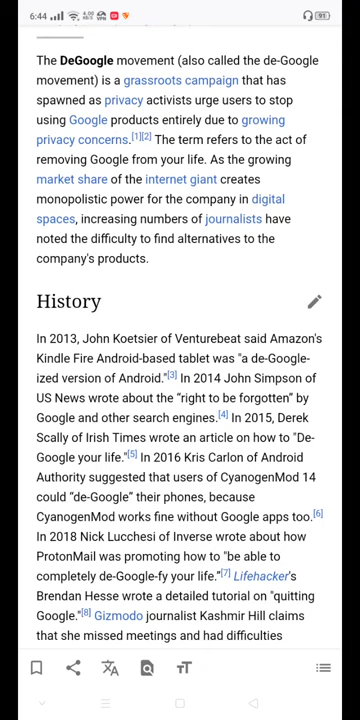 6:44
4.00 KB/S
91
The DeGoogle movement (also called the de-Google
movement) is a grassroots campaign that has
spawned as privacy activists urge users to stop
using Google products entirely due to growing
privacy concerns.[1][2] The term refers to the act of
removing Google from your life. As the growing
market share of the internet giant creates
monopolistic power for the company in digital
spaces, increasing numbers of journalists have
noted the difficulty to find alternatives to the
company's products.
History
In 2013, John Koetsier of Venturebeat said Amazon's
Kindle Fire Android-based tablet was "a de-Google-
ized version of Android."[3] In 2014 John Simpson of
US News wrote about the “right to be forgotten” by
Google and other search engines.[4] In 2015, Derek
Scally of Irish Times wrote an article on how to "De-
Google your life."[5] In 2016 Kris Carlon of Android
Authority suggested that users of CyanogenMod 14
could “de-Google” their phones, because
CyanogenMod works fine without Google apps too.[6]
In 2018 Nick Lucchesi of Inverse wrote about how
ProtonMail was promoting how to "be able to
completely de-Google-fy your life.”[7] Lifehacker's
Brendan Hesse wrote a detailed tutorial on "quitting
Google."[8] Gizmodo journalist Kashmir Hill claims
that she missed meetings and had difficulties